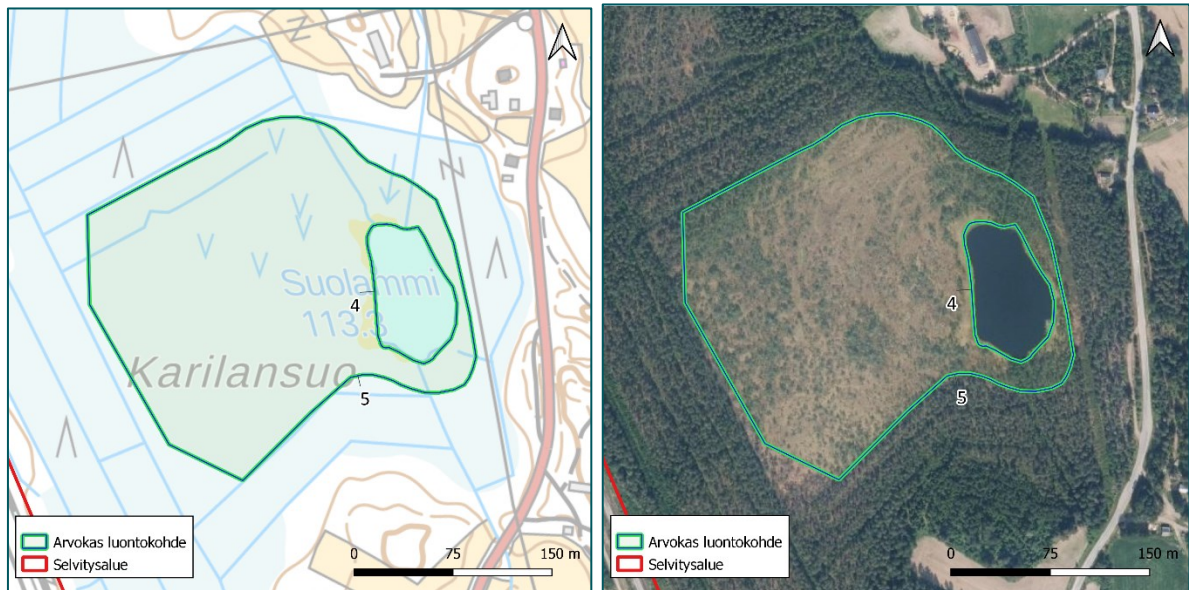 Suolammi
4
113.3
Karilansuo
5
Arvokas luontokohde
Selvitysalue
0 75 150 m
4
5
Arvokas luontokohde
Selvitysalue
0 75 150 m